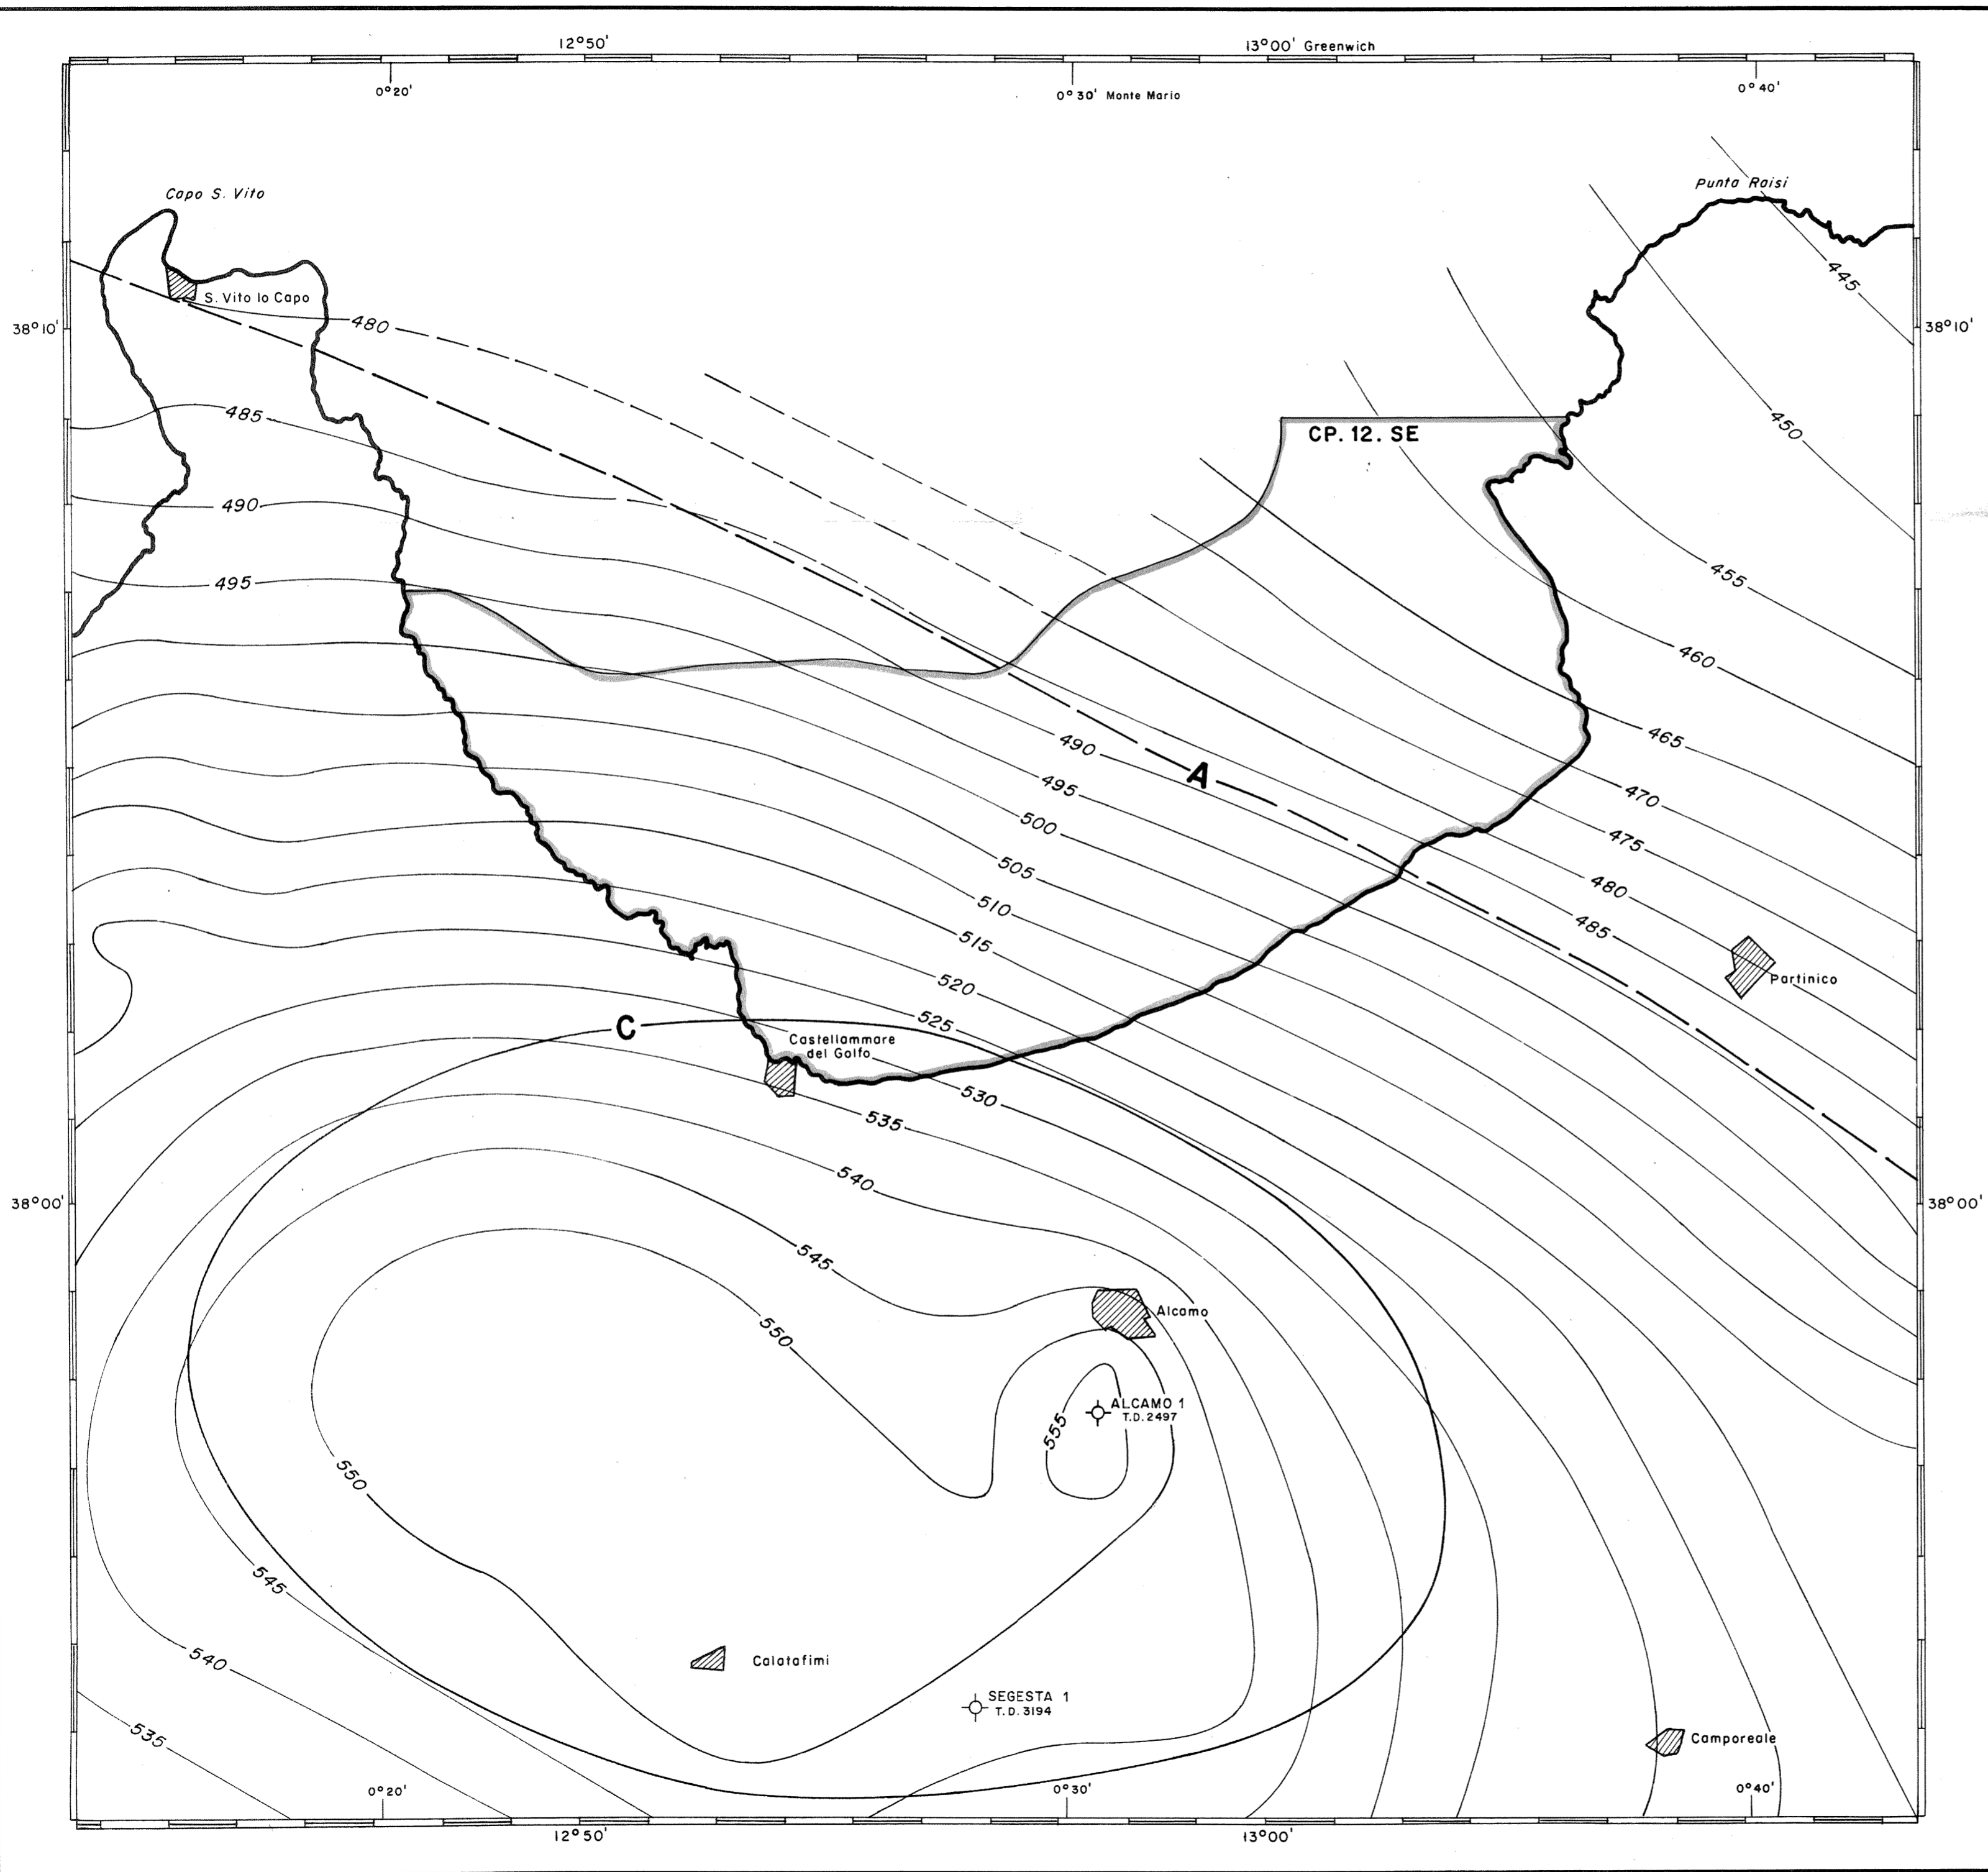 12°50'
13°00' Greenwich
0°20'
0°30' Monte Mario
0°40'
Capo S. Vito
Punta Raisi
S. Vito lo Capo
445
480
38°10'
38°10'
485
450
CP. 12. SE
490
495
455
460
465
490
A
495
470
500
475
505
480
510
485
515
Partinico
520
525
C
Castellammare
del Golfo
530
535
540
38°00'
38°00'
545
Alcamo
550
ALCAMO 1
T.D. 2497
555
550
545
540
Calatafimi
SEGESTA 1
T.D. 3194
535
Camporeale
0°20'
0°30'
0°40'
12°50'
13°00'